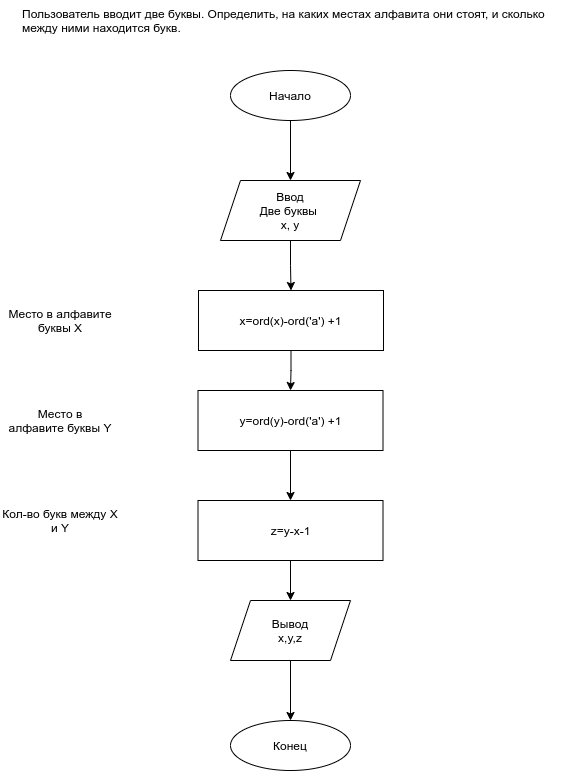 Пользователь вводит две буквы. Определить, на каких местах алфавита они стоят, и сколько
между ними находится букв.
Начало
Ввод
Две буквы
x, y
Место в алфавите
буквы X
x=ord(x)-ord('a') +1
Место в
алфавите буквы Y
y=ord(y)-ord('a') +1
Кол-во букв между X
и Y
z=y-x-1
Вывод
x,y,z
Конец